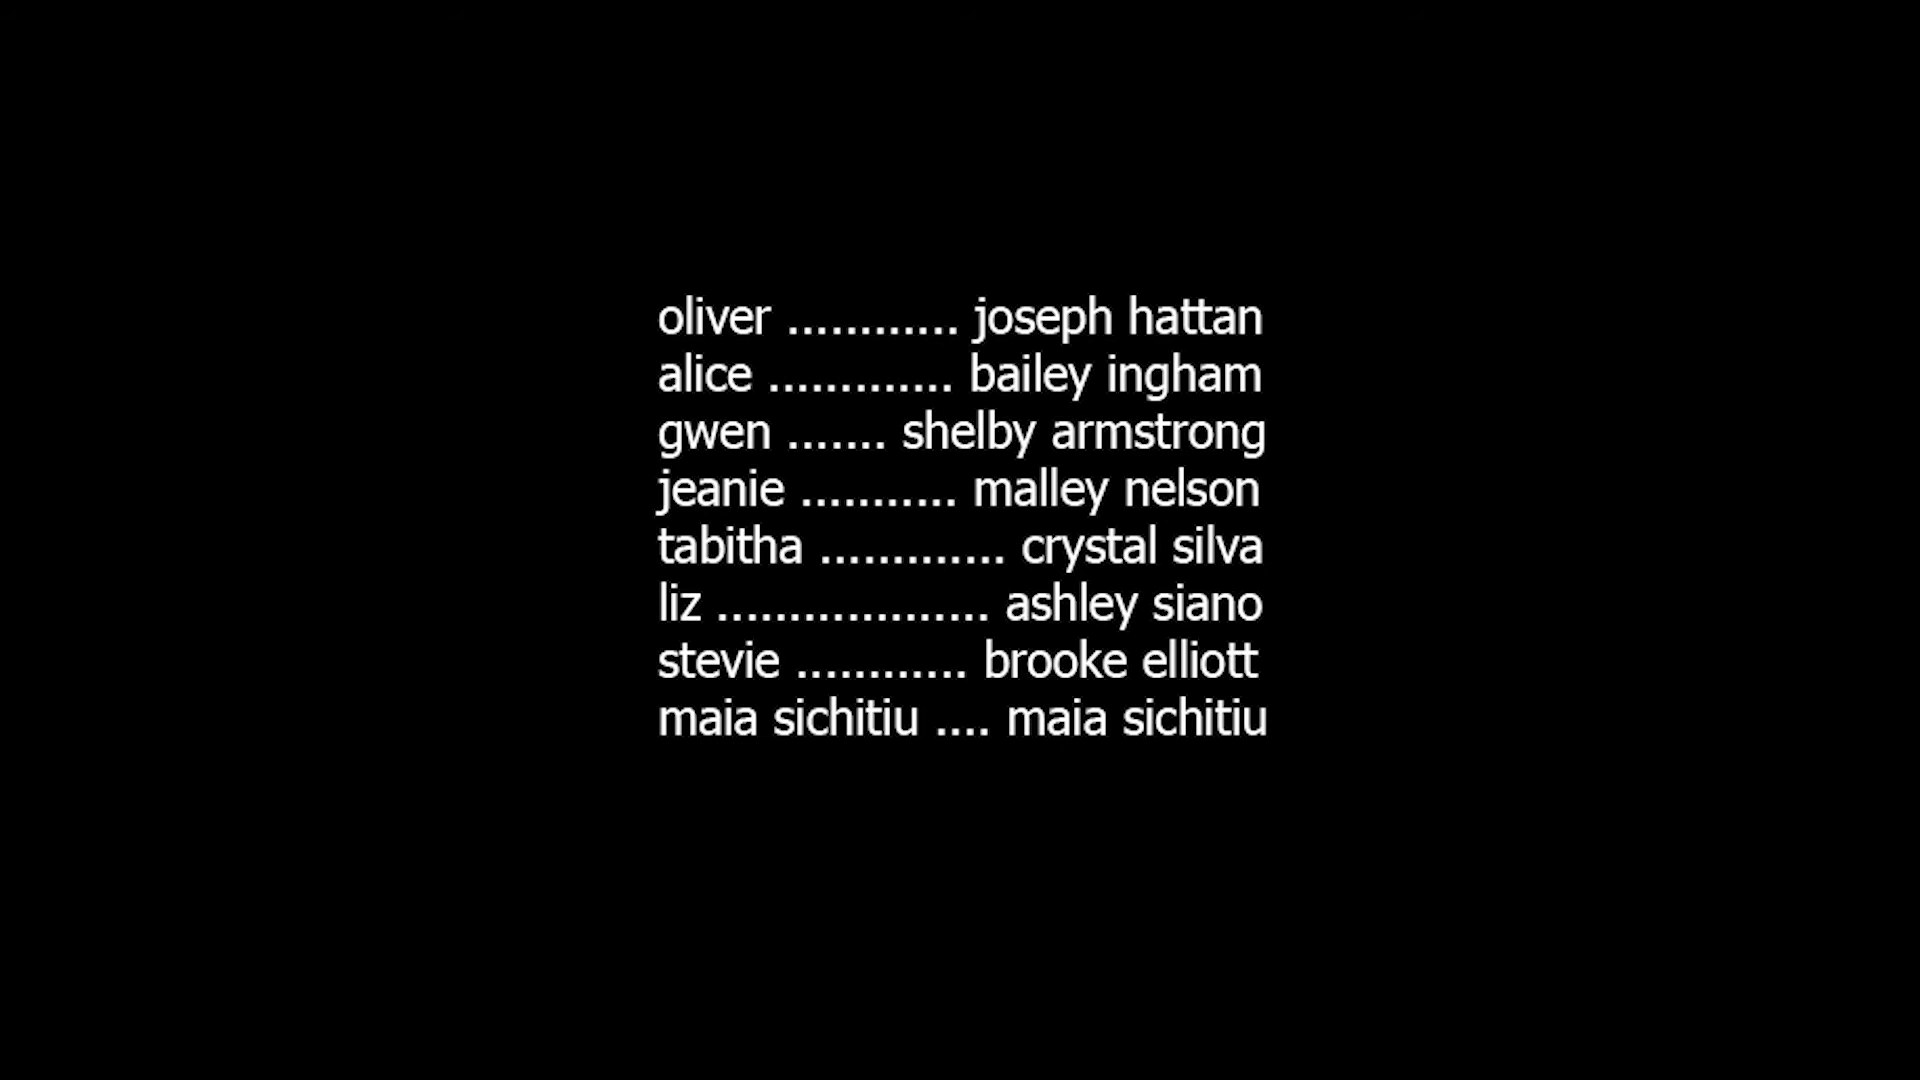 oliver ............ joseph hattan
alice ............. bailey ingham
gwen ....... shelby armstrong
jeanie ........... malley nelson
tabitha ............. crystal silva
liz ................... ashley siano
stevie ............ brooke elliott
maia sichitiu .... maia sichitiu